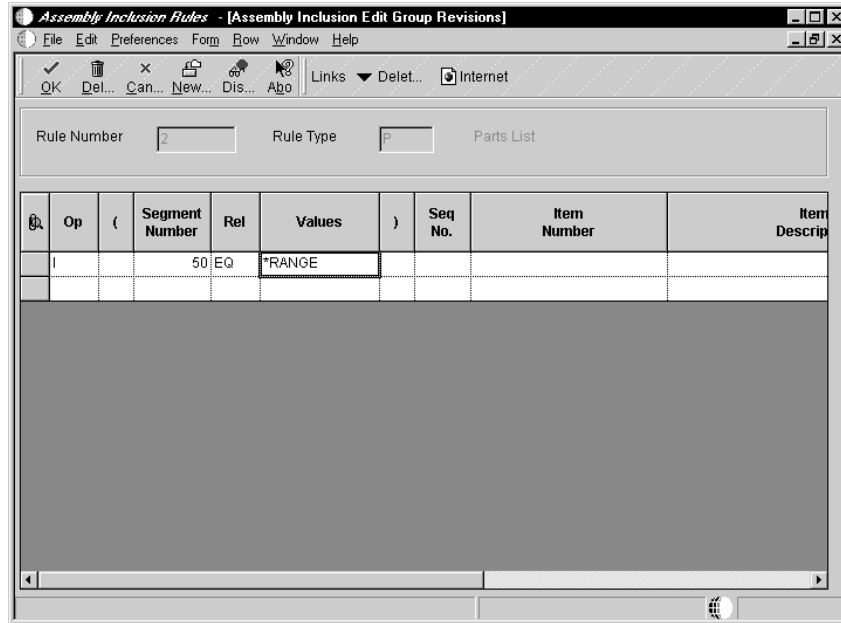 Assembly Inclusion Rules - [Assembly Inclusion Edit Group Revisions]
File Edit Preferences Form Row Window Help
OK Del... Can... New... Dis... Abo Links Delet... Internet
Rule Number 2 Rule Type P Parts List
Op ( Segment Number Rel Values ) Seq No. Item Number Item Descrip
I 50 EQ *RANGE